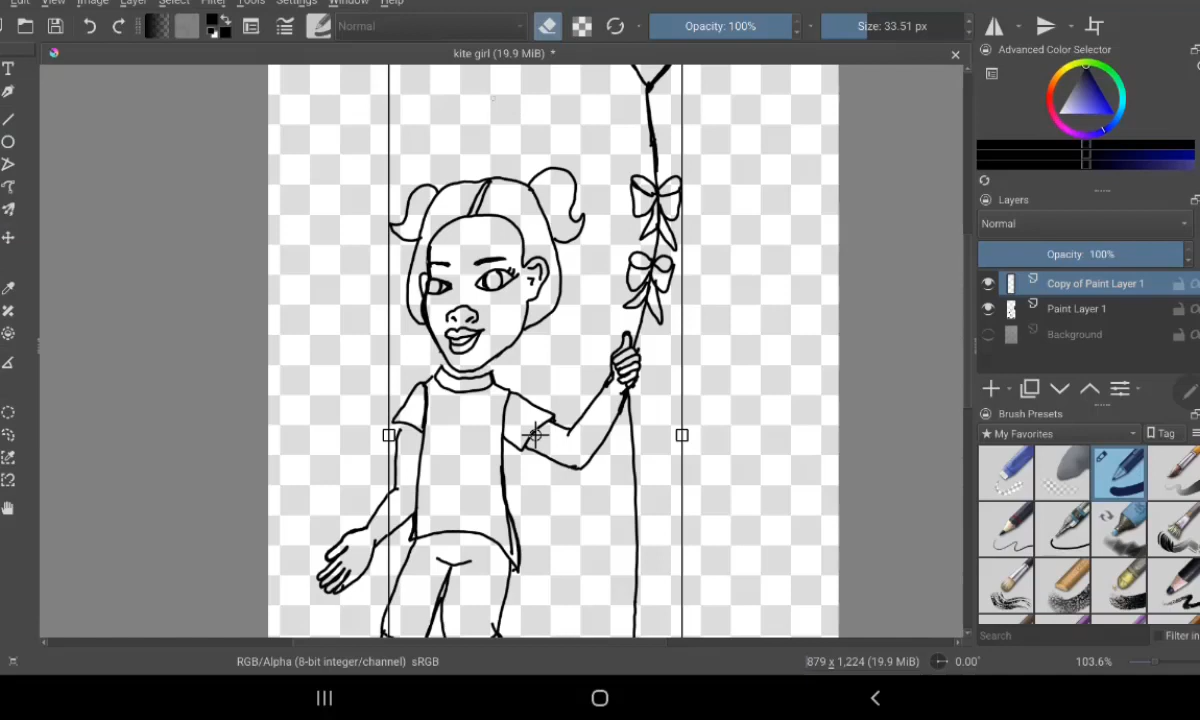 Edit View Image Layer Select Filter Tools Settings Window Help
Normal
Opacity: 100%
Size: 33.51 px
kite girl (19.9 MiB) *
Advanced Color Selector
Layers
Normal
Opacity 100%
Copy of Paint Layer 1
Paint Layer 1
Background
Brush Presets
★ My Favorites
Tag
Search
Filter in
RGB/Alpha (8-bit integer/channel) sRGB
879 x 1,224 (19.9 MiB)
0.00°
103.6%